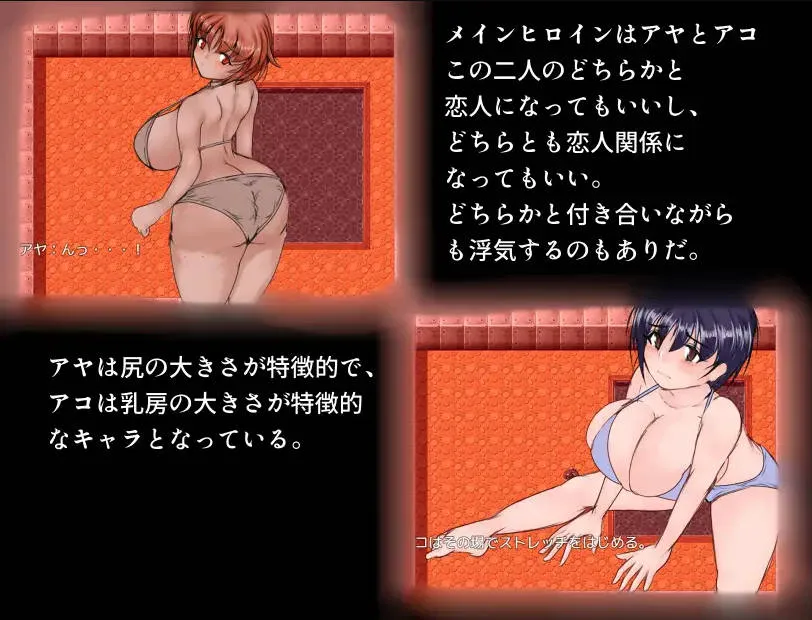 メインヒロインはアヤとアコ
この二人のどちらかと
恋人になってもいいし、
どちらとも恋人関係に
なってもいい。
どちらかと付き合いながら
も浮気するのもありだ。
アヤ：んっ・・・！
アヤは尻の大きさが特徴的で、
アコは乳房の大きさが特徴的
なキャラとなっている。
コはその場でストレッチをはじめる。